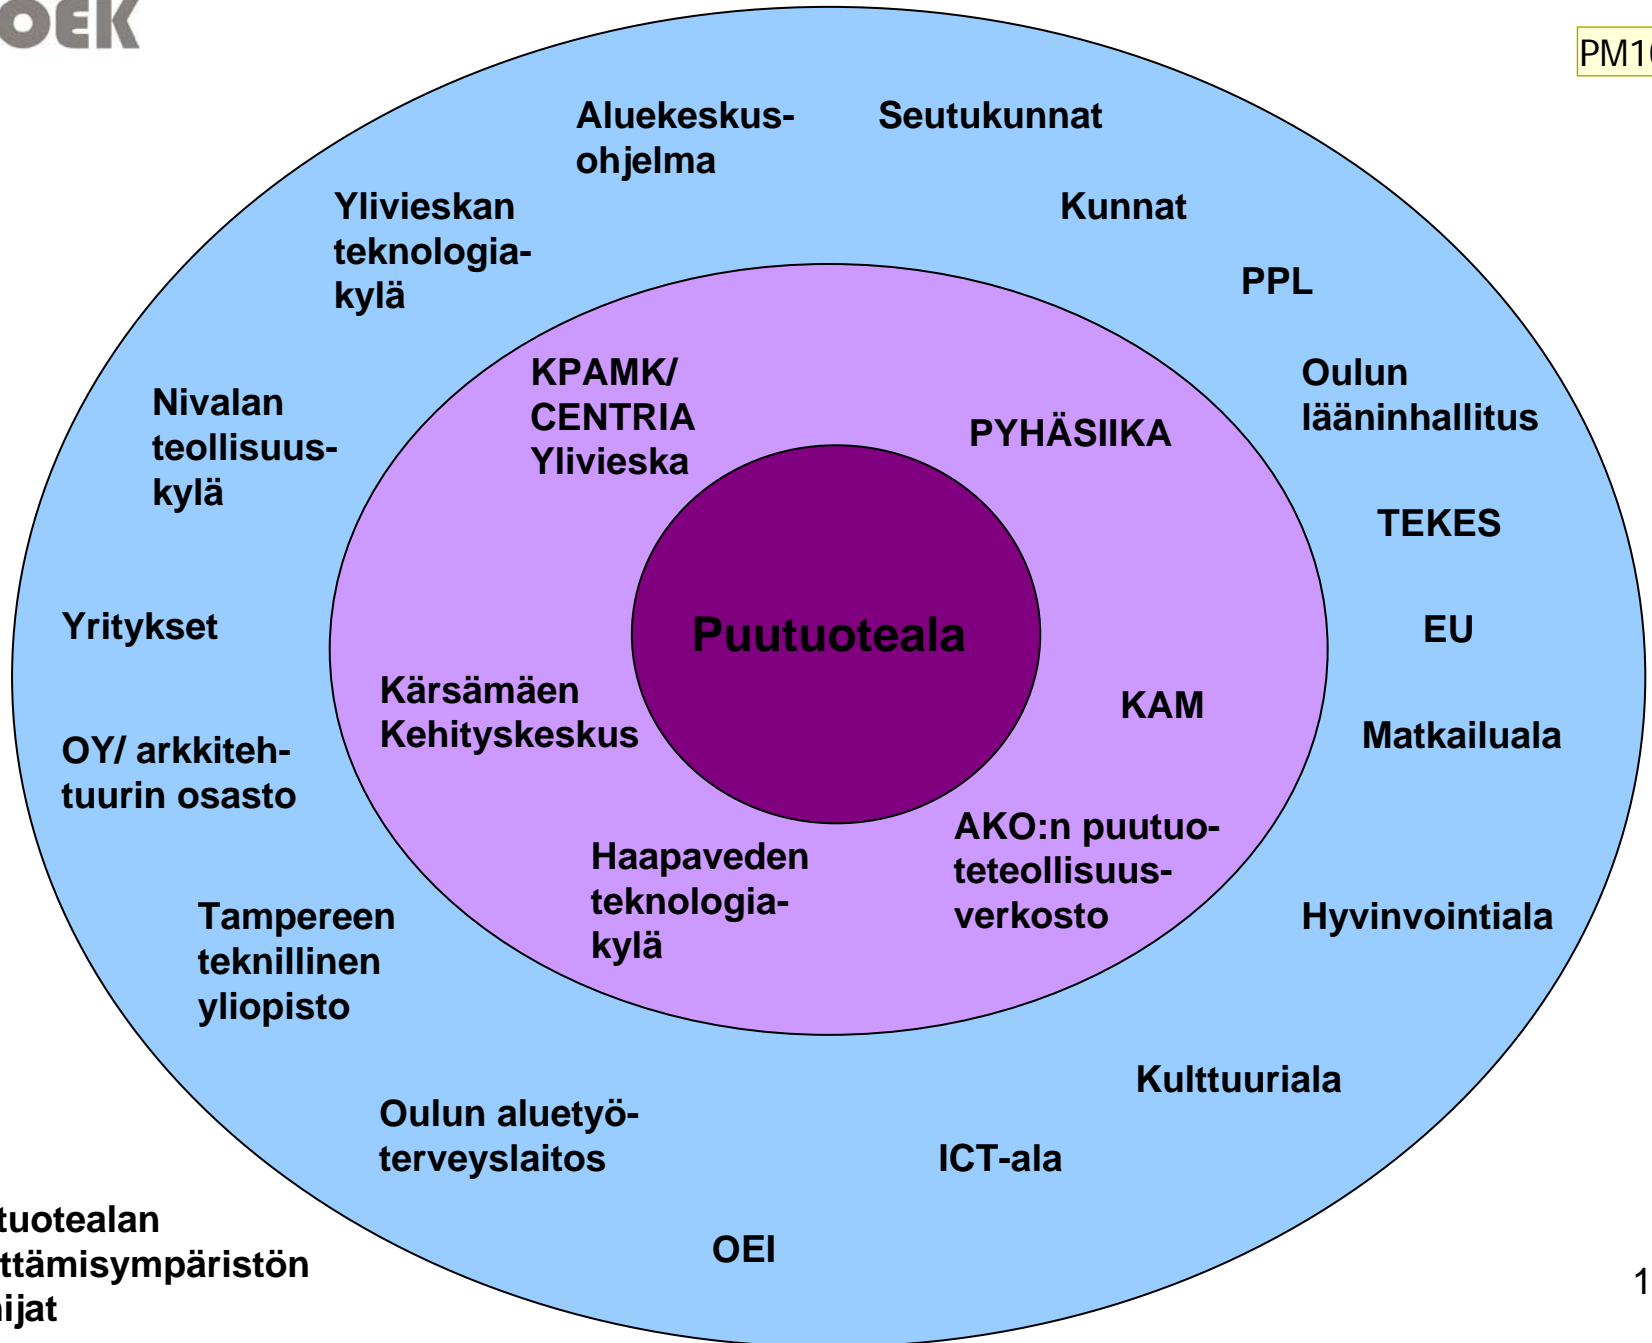 OEK
PM1
Aluekeskus-
ohjelma
Seutukunnat
Ylivieskan
teknologia-
kylä
Kunnat
PPL
KPAMK/
CENTRIA
Ylivieska
PYHÄSIIKA
Oulun
lääninhallitus
Nivalan
teollisuus-
kylä
TEKES
Yritykset
Puutuoteala
EU
Kärsämäen
Kehityskeskus
KAM
Matkailuala
OY/ arkkiteh-
tuurin osasto
Haapaveden
teknologia-
kylä
AKO:n puutuo-
teteollisuus-
verkosto
Tampereen
teknillinen
yliopisto
Hyvinvointiala
Kulttuuriala
Oulun aluetyö-
terveyslaitos
ICT-ala
OEI
tuotealan
ttämisympäristön
ijat
1